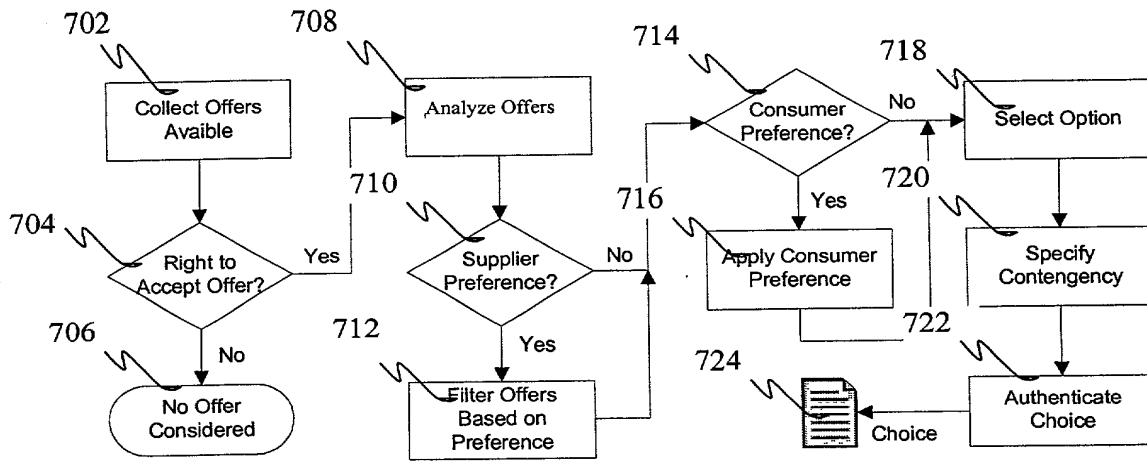 702
Collect Offers
Avaible
704
Right to
Accept Offer?
Yes
No
706
No Offer
Considered
708
Analyze Offers
710
Supplier
Preference?
No
Yes
712
Filter Offers
Based on
Preference
714
Consumer
Preference?
No
Yes
716
Apply Consumer
Preference
718
Select Option
720
Specify
Contengency
722
Authenticate
Choice
724
Choice